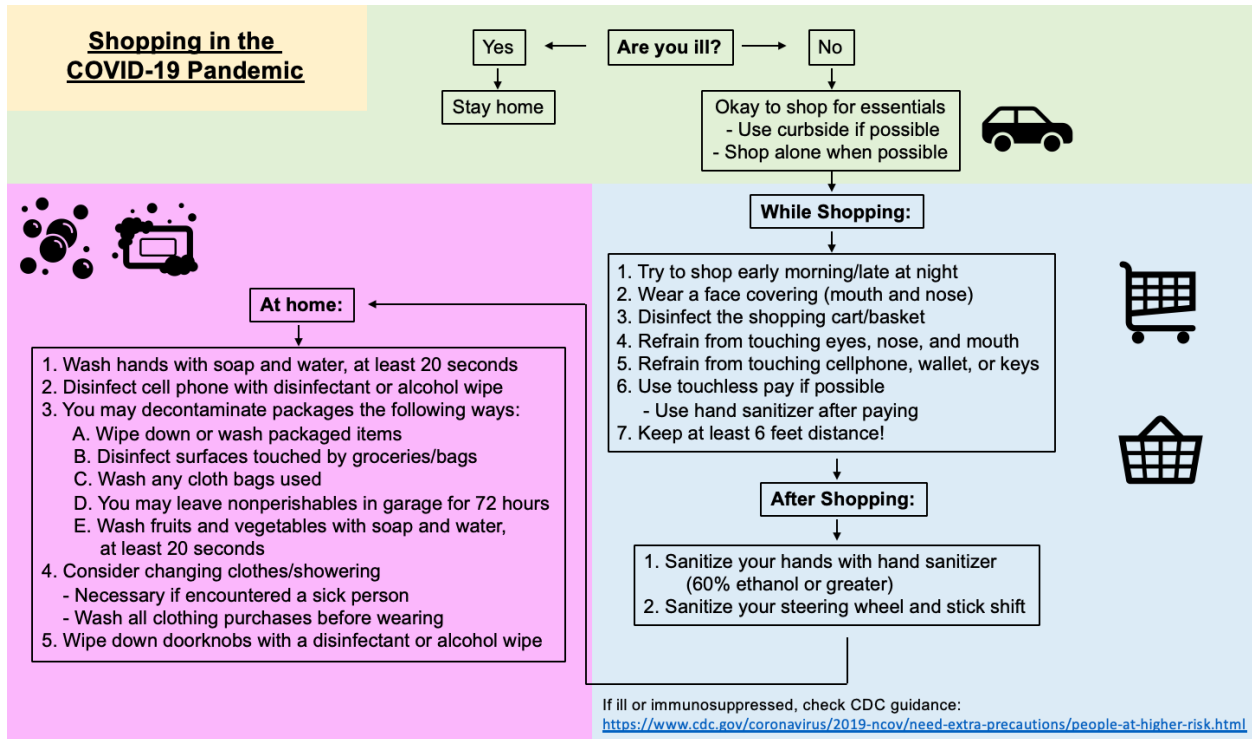 Shopping in the
COVID-19 Pandemic
Are you ill?
Yes
No
Stay home
Okay to shop for essentials
- Use curbside if possible
- Shop alone when possible
While Shopping:
1. Try to shop early morning/late at night
2. Wear a face covering (mouth and nose)
3. Disinfect the shopping cart/basket
4. Refrain from touching eyes, nose, and mouth
5. Refrain from touching cellphone, wallet, or keys
6. Use touchless pay if possible
- Use hand sanitizer after paying
7. Keep at least 6 feet distance!
After Shopping:
1. Sanitize your hands with hand sanitizer
(60% ethanol or greater)
2. Sanitize your steering wheel and stick shift
At home:
1. Wash hands with soap and water, at least 20 seconds
2. Disinfect cell phone with disinfectant or alcohol wipe
3. You may decontaminate packages the following ways:
A. Wipe down or wash packaged items
B. Disinfect surfaces touched by groceries/bags
C. Wash any cloth bags used
D. You may leave nonperishables in garage for 72 hours
E. Wash fruits and vegetables with soap and water,
at least 20 seconds
4. Consider changing clothes/showering
- Necessary if encountered a sick person
- Wash all clothing purchases before wearing
5. Wipe down doorknobs with a disinfectant or alcohol wipe
If ill or immunosuppressed, check CDC guidance:
https://www.cdc.gov/coronavirus/2019-ncov/need-extra-precautions/people-at-higher-risk.html